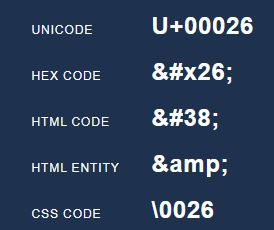 UNICODE U+00026
HEX CODE &#x26;
HTML CODE &#38;
HTML ENTITY &amp;
CSS CODE \0026